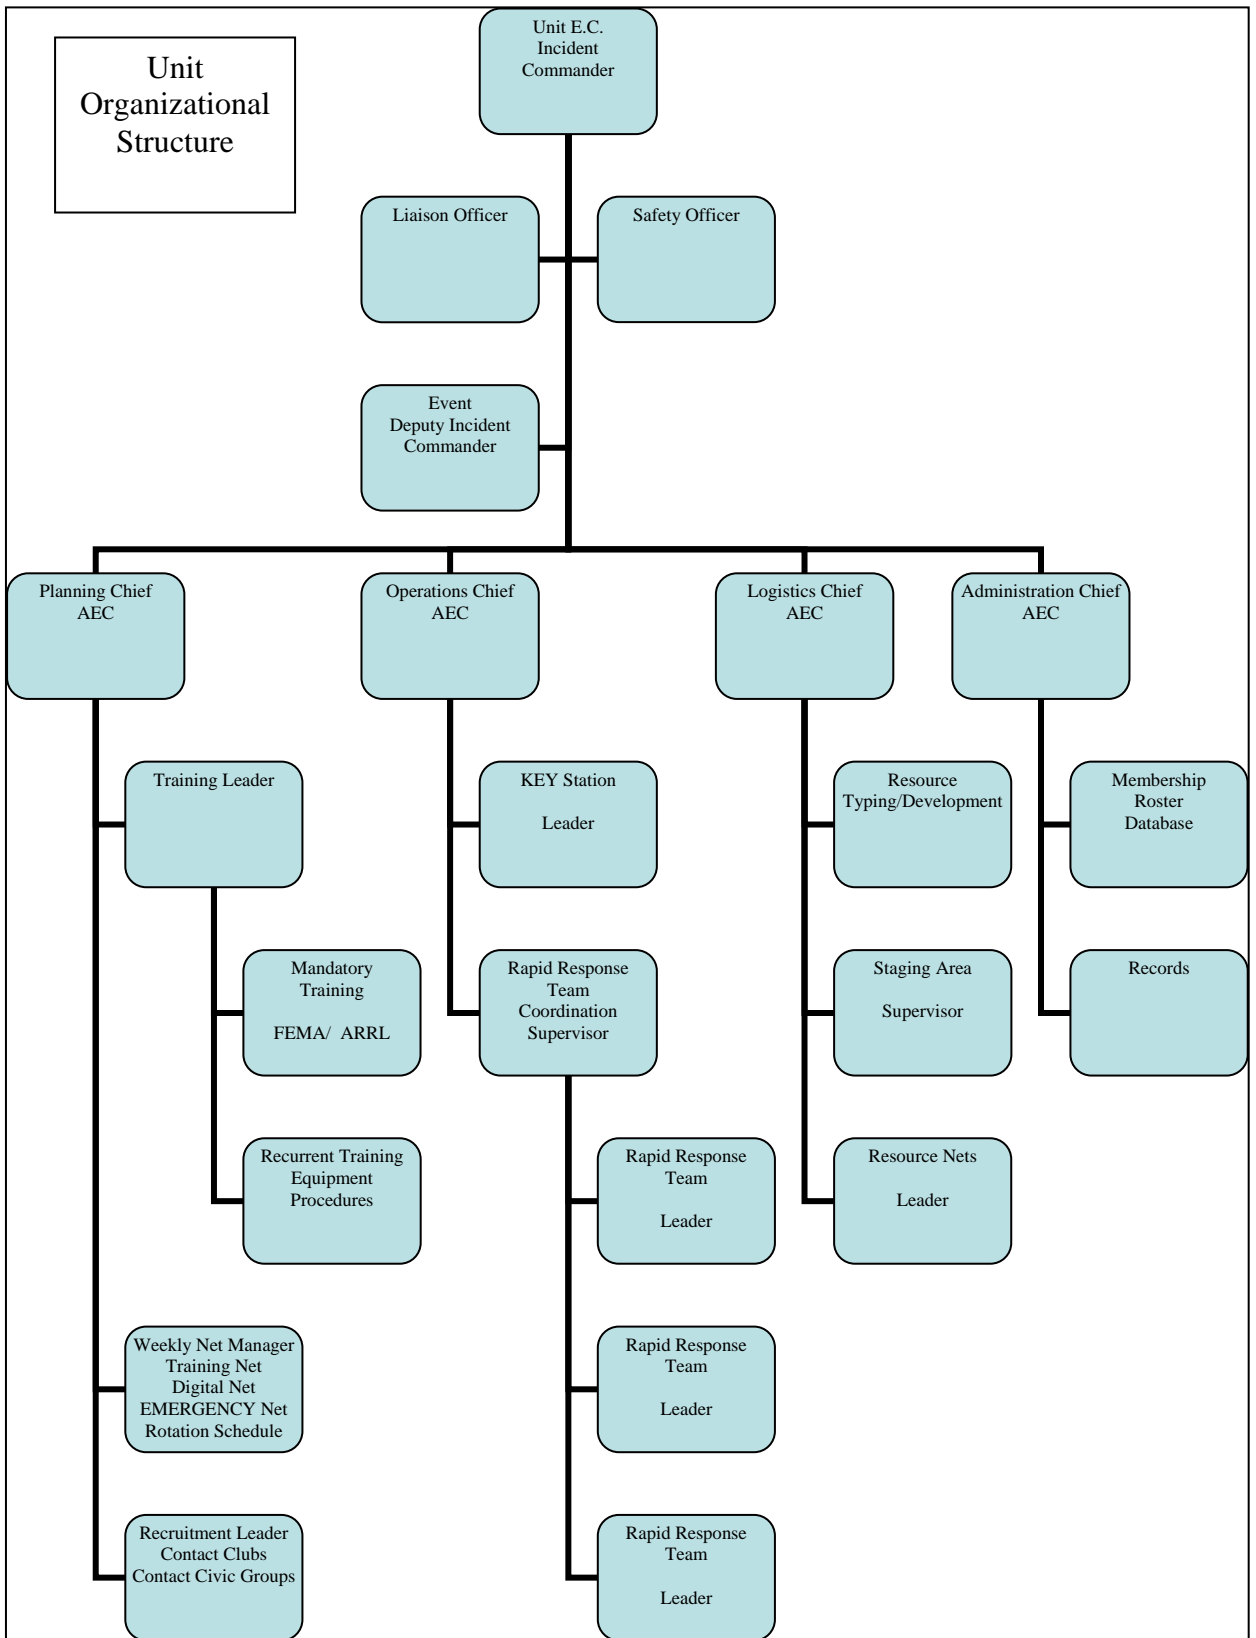 Unit
Organizational
Structure
Unit E.C.
Incident
Commander
Liaison Officer
Safety Officer
Event
Deputy Incident
Commander
Planning Chief
AEC
Operations Chief
AEC
Logistics Chief
AEC
Administration Chief
AEC
Training Leader
KEY Station
Leader
Resource
Typing/Development
Membership
Roster
Database
Mandatory
Training
FEMA/ ARRL
Rapid Response
Team
Coordination
Supervisor
Staging Area
Supervisor
Records
Recurrent Training
Equipment
Procedures
Rapid Response
Team
Leader
Resource Nets
Leader
Weekly Net Manager
Training Net
Digital Net
EMERGENCY Net
Rotation Schedule
Rapid Response
Team
Leader
Recruitment Leader
Contact Clubs
Contact Civic Groups
Rapid Response
Team
Leader